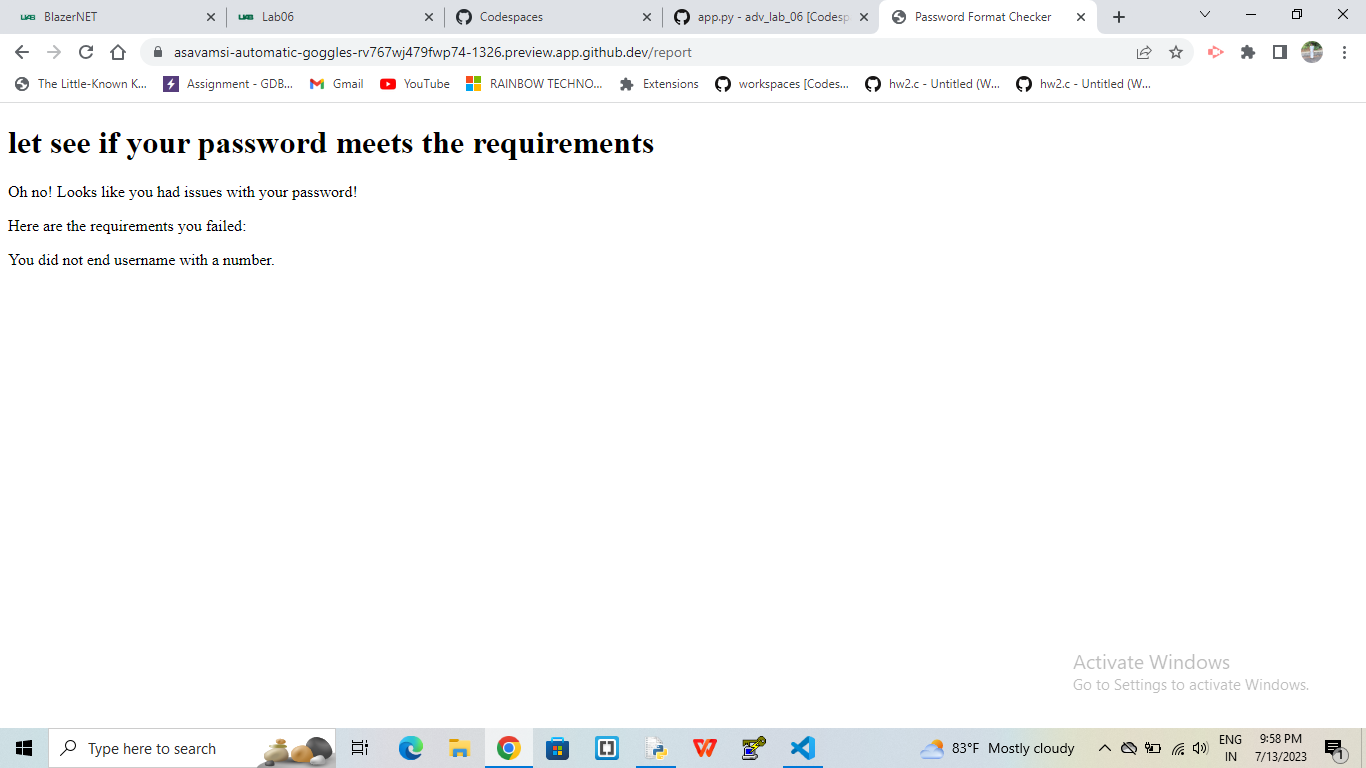 BlazerNET
Lab06
Codespaces
app.py - adv_lab_06 [Codesp
Password Format Checker
asavamsi-automatic-goggles-rv767wj479fwp74-1326.preview.app.github.dev/report
The Little-Known K...
Assignment - GDB...
Gmail
YouTube
RAINBOW TECHNO...
Extensions
workspaces [Codes...
hw2.c - Untitled (W...
hw2.c - Untitled (W...
let see if your password meets the requirements
Oh no! Looks like you had issues with your password!
Here are the requirements you failed:
You did not end username with a number.
Activate Windows
Go to Settings to activate Windows.
Type here to search
83°F Mostly cloudy
ENG
IN
9:58 PM
7/13/2023
1